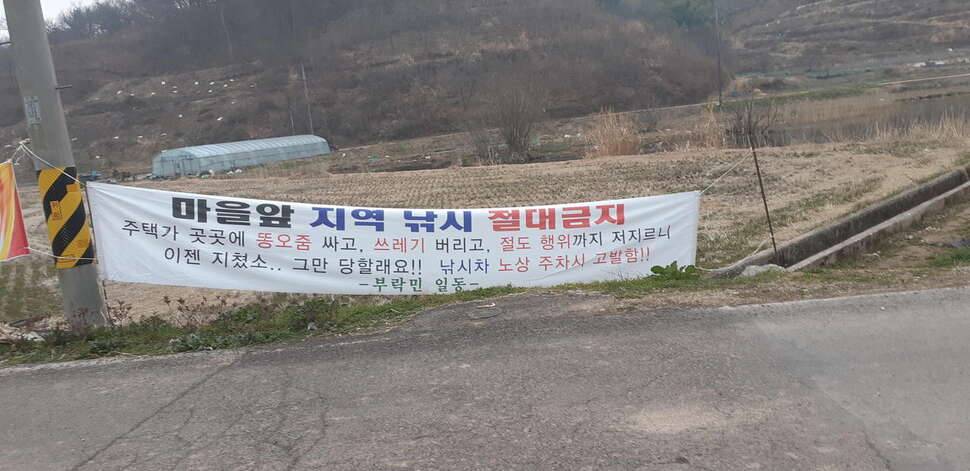 마을앞 지역 낚시 절대금지
주택가 곳곳에 똥오줌 싸고, 쓰레기 버리고, 절도 행위까지 저지르니
이젠 지쳤소.. 그만 당할래요!! 낚시차 노상 주차시 고발함!!
-부락민 일동-